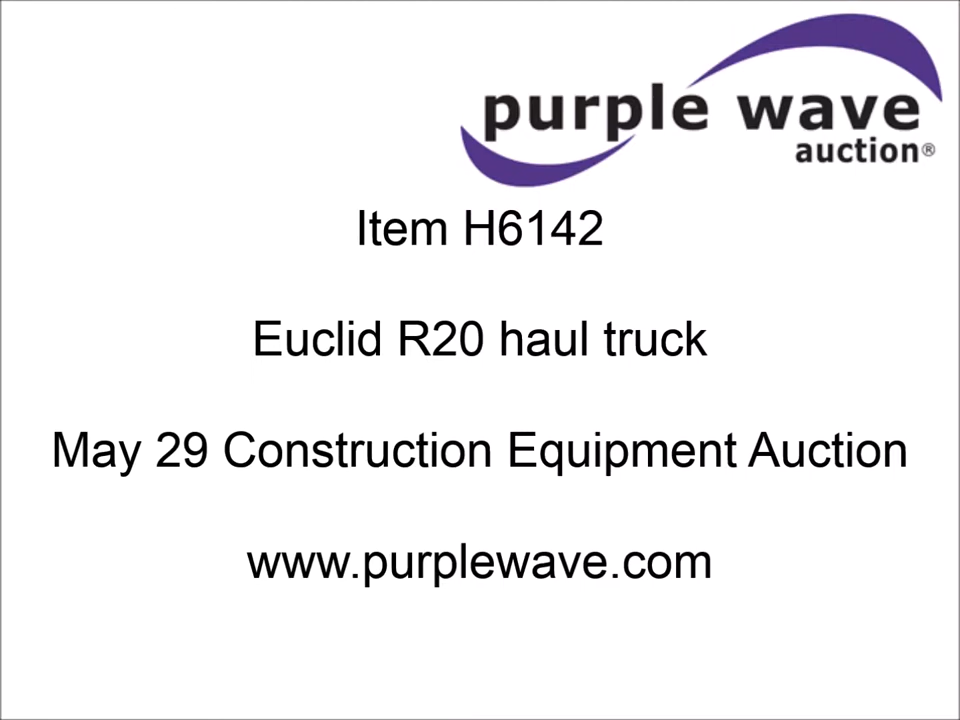 purple wave
auction®
Item H6142
Euclid R20 haul truck
May 29 Construction Equipment Auction
www.purplewave.com